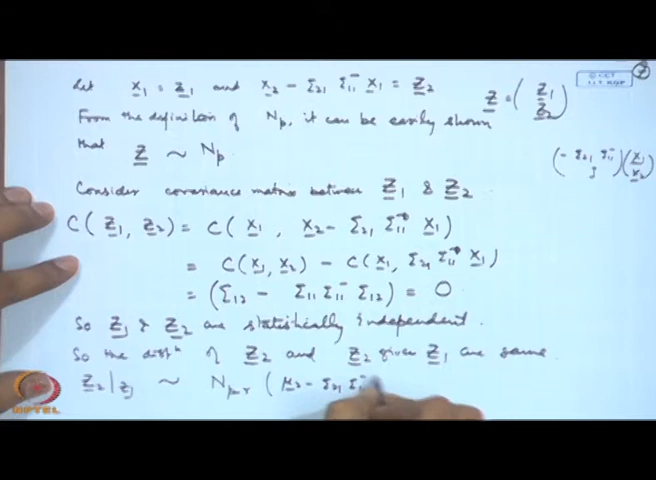 Let x₁ = z₁ and x₂ - Σ₂₁ Σ₁₁⁻ x₁ = z₂
z = ( z₁ z₂ )
From the definition of Nₚ, it can be easily shown
that z ~ Nₚ
( - Σ₂₁ Σ₁₁⁻ I ) ( x₁ x₂ )
Consider covariance matrix between z₁ & z₂
C( z₁, z₂) = C( x₁ , x₂ - Σ₂₁ Σ₁₁⁻ x₁ )
= C(x₁, x₂) - C( x₁, Σ₂₁ Σ₁₁⁻ x₁ )
= (Σ₁₂ - Σ₁₁ Σ₁₁⁻ Σ₁₂) = 0
So z₁ & z₂ are statistically independent.
So the distⁿ of z₂ and z₂ given z₁ are same
z₂ | z₁ ~ Nₚ₋ᵣ ( μ₂ - Σ₂₁ Σ₁₁⁻
NPTEL